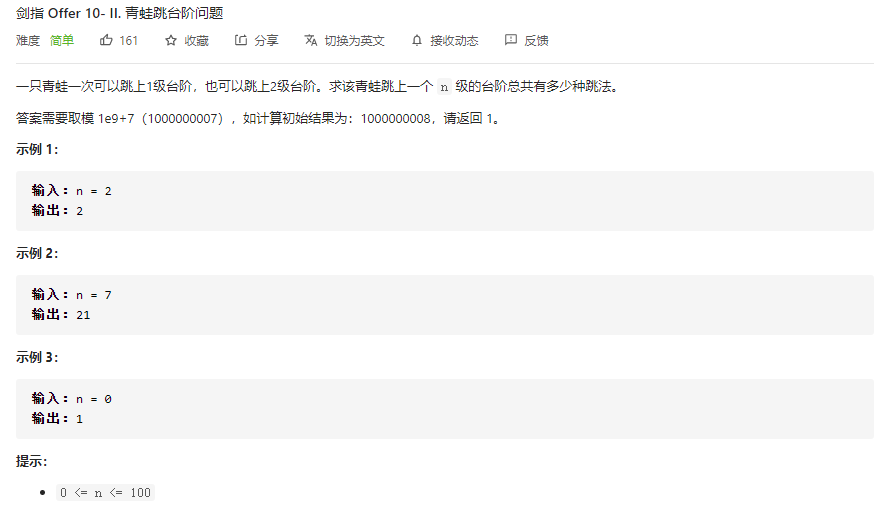 剑指 Offer 10- II. 青蛙跳台阶问题
难度 简单 161 收藏 分享 切换为英文 接收动态 反馈
一只青蛙一次可以跳上1级台阶，也可以跳上2级台阶。求该青蛙跳上一个 n 级的台阶总共有多少种跳法。
答案需要取模 1e9+7（1000000007），如计算初始结果为：1000000008，请返回 1。
示例 1：
输入：n = 2
输出：2
示例 2：
输入：n = 7
输出：21
示例 3：
输入：n = 0
输出：1
提示：
• 0 <= n <= 100